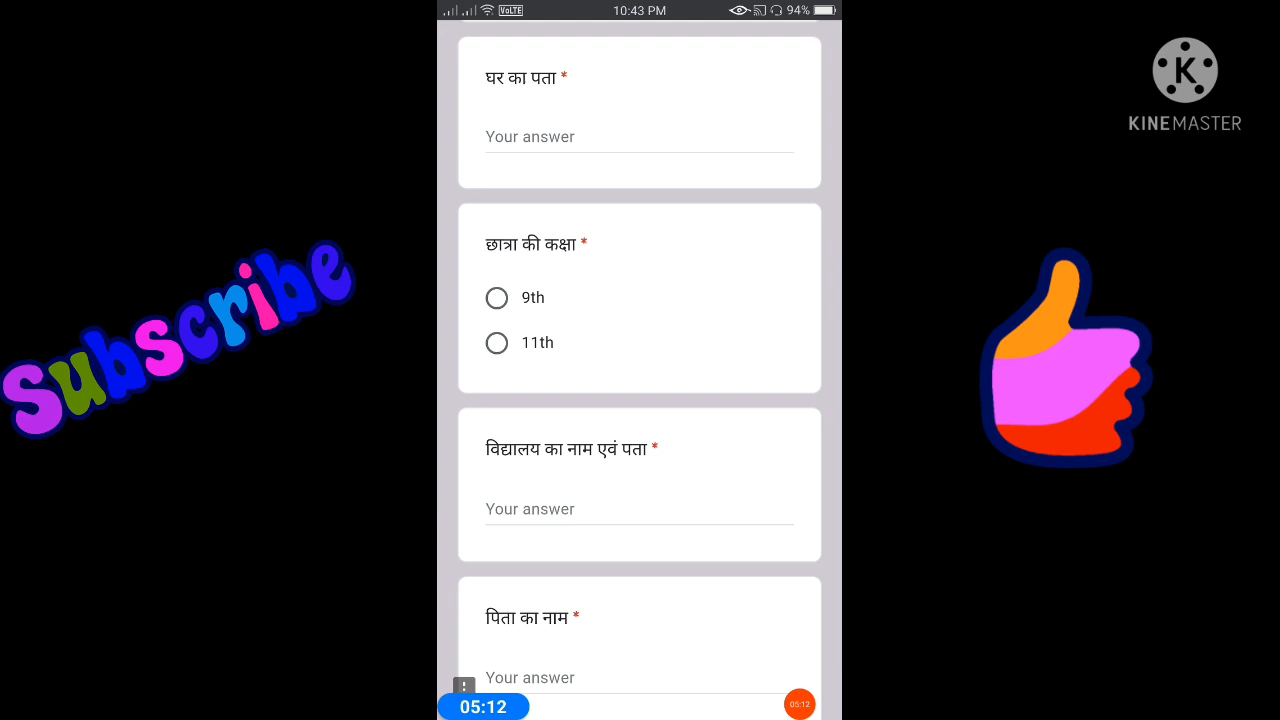 VoLTE
10:43 PM
94%
K
KINEMASTER
घर का पता *
Your answer
छात्रा की कक्षा *
9th
11th
Subscribe
विद्यालय का नाम एवं पता *
Your answer
पिता का नाम *
Your answer
05:12
05:12